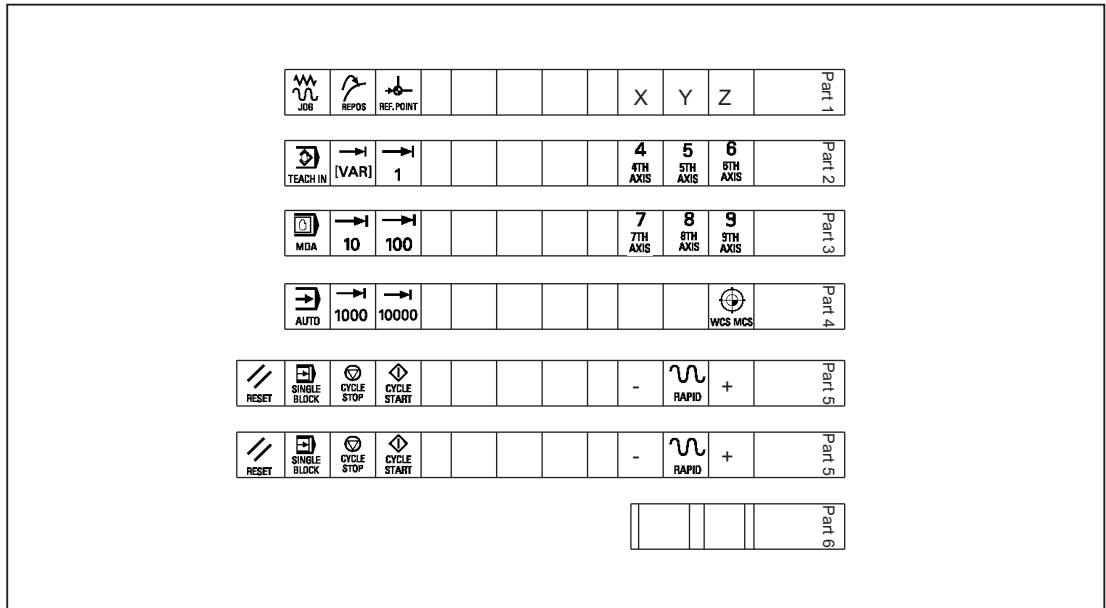 JOG REPOS REF. POINT X Y Z Part 1
TEACH IN [VAR] 1 4 4TH AXIS 5 5TH AXIS 6 6TH AXIS Part 2
MDA 10 100 7 7TH AXIS 8 8TH AXIS 9 9TH AXIS Part 3
AUTO 1000 10000 WCS MCS Part 4
RESET SINGLE BLOCK CYCLE STOP CYCLE START - RAPID + Part 5
RESET SINGLE BLOCK CYCLE STOP CYCLE START - RAPID + Part 5
Part 6